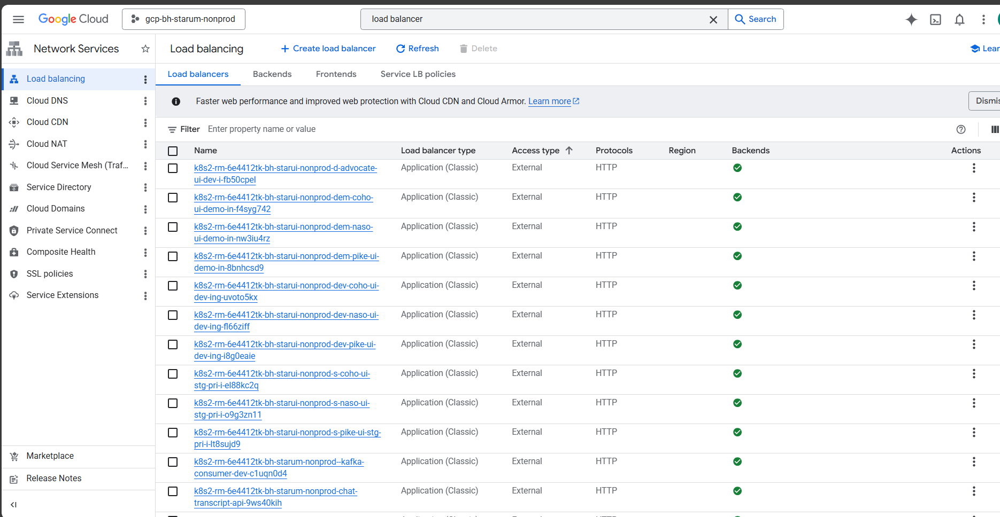 Google Cloud
gcp-bh-starum-nonprod
load balancer
Search
Network Services
Load balancing
Create load balancer
Refresh
Delete
Lear
Load balancing
Cloud DNS
Cloud CDN
Cloud NAT
Cloud Service Mesh (Traf...
Service Directory
Cloud Domains
Private Service Connect
Composite Health
SSL policies
Service Extensions
Marketplace
Release Notes
Load balancers Backends Frontends Service LB policies
Faster web performance and improved web protection with Cloud CDN and Cloud Armor. Learn more
Dismis
Filter Enter property name or value
Name Load balancer type Access type Protocols Region Backends Actions
k8s2-rm-6e4412tk-bh-starui-nonprod-d-advocate- Application (Classic) External HTTP
ui-dev-i-fb50cpel
k8s2-rm-6e4412tk-bh-starui-nonprod-dem-coho- Application (Classic) External HTTP
ui-demo-in-f4syg742
k8s2-rm-6e4412tk-bh-starui-nonprod-dem-naso- Application (Classic) External HTTP
ui-demo-in-nw3iu4rz
k8s2-rm-6e4412tk-bh-starui-nonprod-dem-pike-ui- Application (Classic) External HTTP
demo-in-8bnhcsd9
k8s2-rm-6e4412tk-bh-starui-nonprod-dev-coho-ui- Application (Classic) External HTTP
dev-ing-uvoto5kx
k8s2-rm-6e4412tk-bh-starui-nonprod-dev-naso-ui- Application (Classic) External HTTP
dev-ing-fl66ziff
k8s2-rm-6e4412tk-bh-starui-nonprod-dev-pike-ui- Application (Classic) External HTTP
dev-ing-i8g0eaie
k8s2-rm-6e4412tk-bh-starui-nonprod-s-coho-ui- Application (Classic) External HTTP
stg-pri-i-el88kc2q
k8s2-rm-6e4412tk-bh-starui-nonprod-s-naso-ui- Application (Classic) External HTTP
stg-pri-i-o9g3zn11
k8s2-rm-6e4412tk-bh-starui-nonprod-s-pike-ui-stg- Application (Classic) External HTTP
pri-i-lt8sujd9
k8s2-rm-6e4412tk-bh-starum-nonprod--kafka- Application (Classic) External HTTP
consumer-dev-c1uqn0d4
k8s2-rm-6e4412tk-bh-starum-nonprod-chat- Application (Classic) External HTTP
transcript-api-9ws40kih